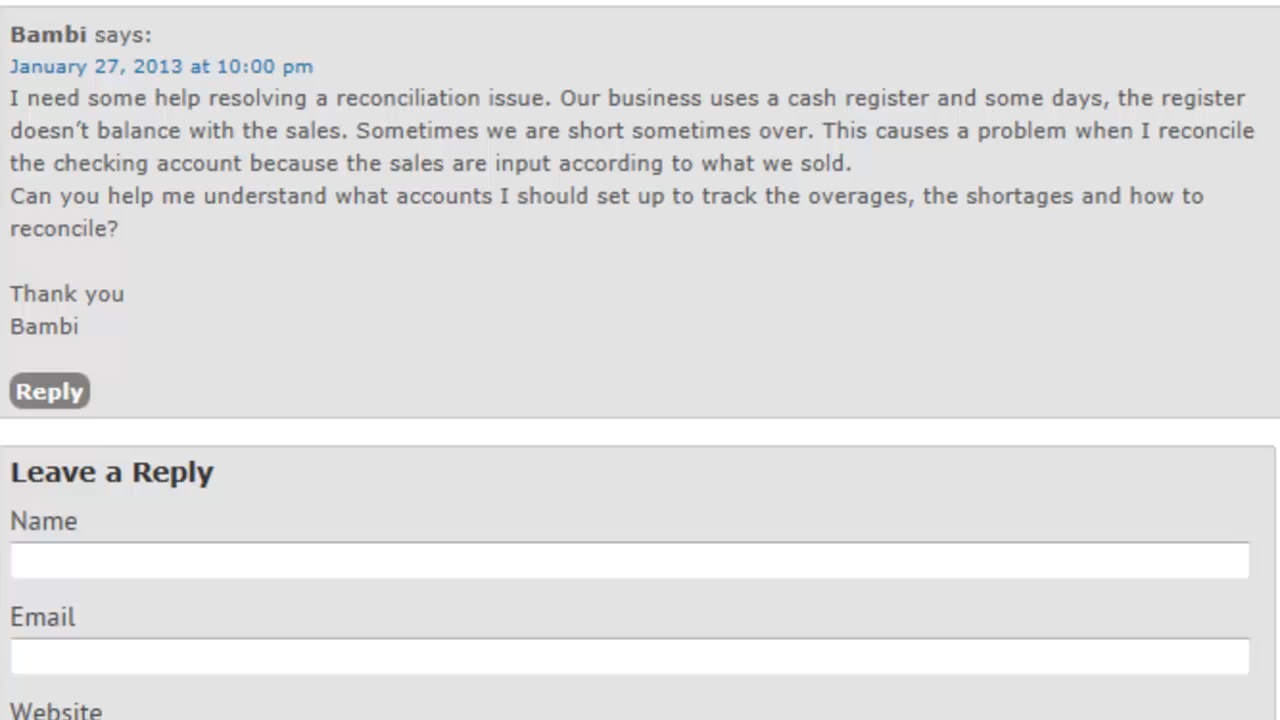 Bambi says:
January 27, 2013 at 10:00 pm
I need some help resolving a reconciliation issue. Our business uses a cash register and some days, the register
doesn’t balance with the sales. Sometimes we are short sometimes over. This causes a problem when I reconcile
the checking account because the sales are input according to what we sold.
Can you help me understand what accounts I should set up to track the overages, the shortages and how to
reconcile?
Thank you
Bambi
Reply
Leave a Reply
Name
Email
Website